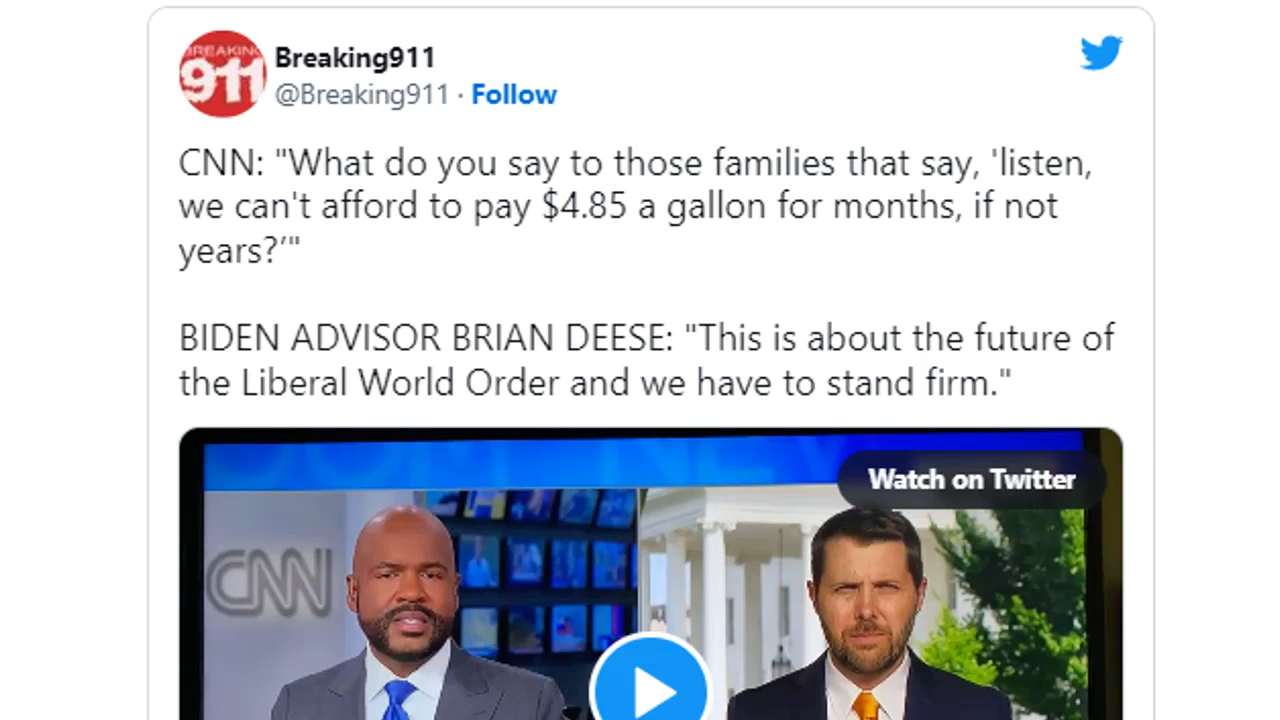 BREAKING
911
Breaking911
@Breaking911 · Follow
CNN: "What do you say to those families that say, 'listen,
we can't afford to pay $4.85 a gallon for months, if not
years?'"
BIDEN ADVISOR BRIAN DEESE: "This is about the future of
the Liberal World Order and we have to stand firm."
Watch on Twitter
CNN